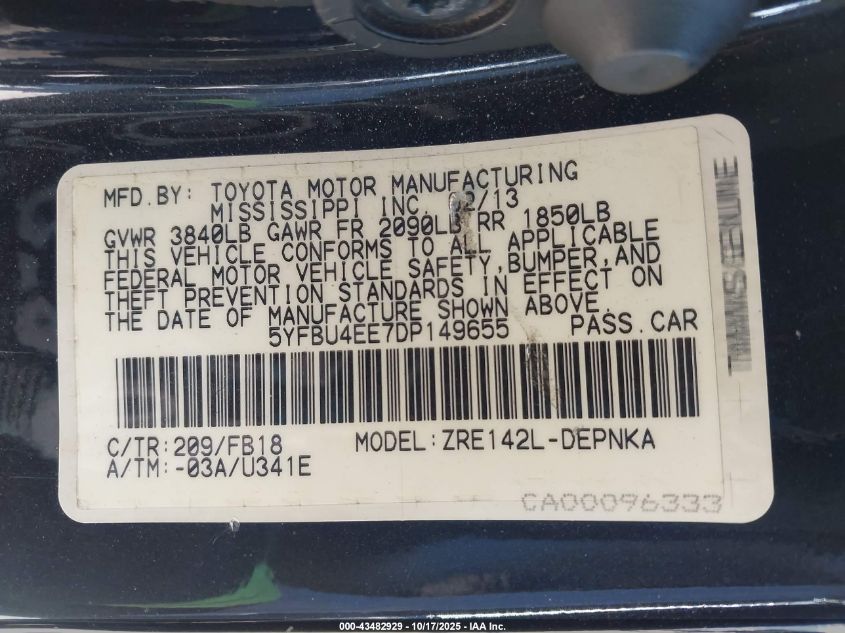 MFD.BY: TOYOTA MOTOR MANUFACTURING
MISSISSIPPI INC. 2/13
GVWR 3840LB GAWR FR 2090LB RR 1850LB
THIS VEHICLE CONFORMS TO ALL APPLICABLE
FEDERAL MOTOR VEHICLE SAFETY,BUMPER,AND
THEFT PREVENTION STANDARDS IN EFFECT ON
THE DATE OF MANUFACTURE SHOWN ABOVE.
5YFBU4EE7DP149655 PASS.CAR
C/TR:209/FB18 MODEL:ZRE142L-DEPNKA
A/TM:-03A/U341E
CA00096333
000-43482929 - 10/17/2025 - IAA Inc.